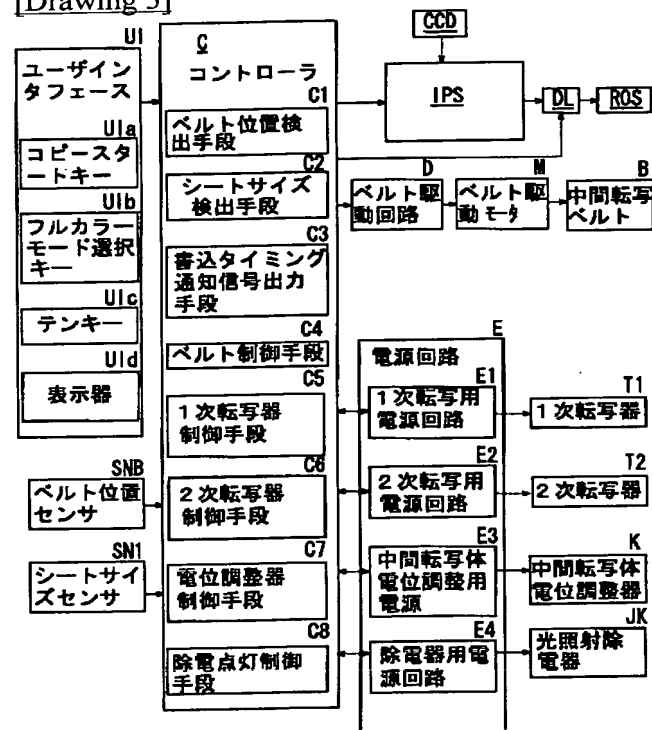 [Drawing 3]
UI
ユーザイン
タフェース
UIa
コピースタ
ートキー
UIb
フルカラー
モード選択
キー
UIc
テンキー
UId
表示器
SNB
ベルト位置
センサ
SN1
シートサイ
ズセンサ
C
コントローラ
C1
ベルト位置検
出手段
C2
シートサイズ
検出手段
C3
書込タイミング
通知信号出力
手段
C4
ベルト制御手段
C5
1次転写器
制御手段
C6
2次転写器
制御手段
C7
電位調整器
制御手段
C8
除電点灯制御
手段
CCD
IPS
DL
ROS
D
ベルト駆
動回路
M
ベルト駆
動モータ
B
中間転写
ベルト
E
電源回路
E1
1次転写用
電源回路
E2
2次転写用
電源回路
E3
中間転写体
電位調整用
電源
E4
除電器用電
源回路
T1
1次転写器
T2
2次転写器
K
中間転写体
電位調整器
JK
光照射除
電器